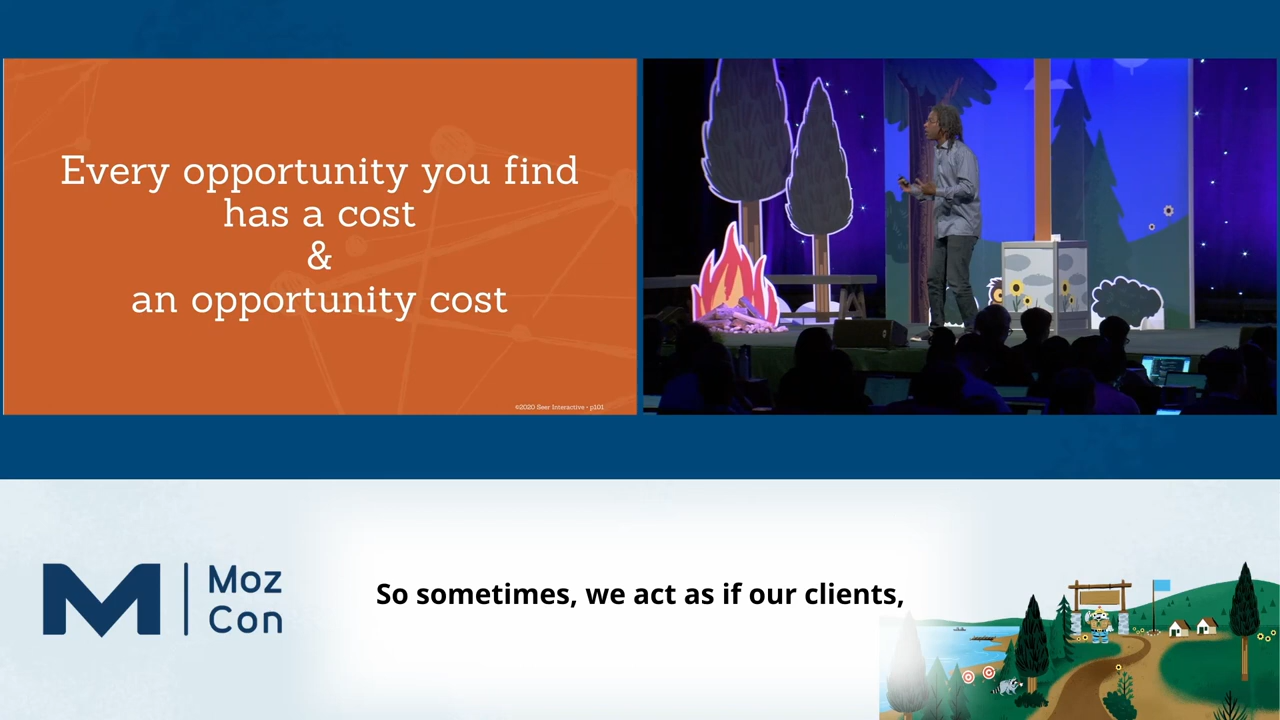 Every opportunity you find
has a cost
&
an opportunity cost
©2020 Seer Interactive • p101
Moz
Con
So sometimes, we act as if our clients,